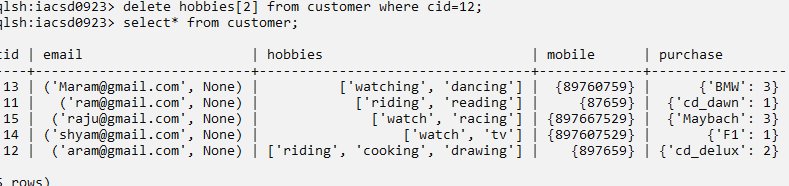 qlsh:iacsd0923> delete hobbies[2] from customer where cid=12;
qlsh:iacsd0923> select* from customer;
cid | email | hobbies | mobile | purchase
-----+--------------------------+----------------------------------+-------------+----------------
13 | ('Maram@gmail.com', None) | ['watching', 'dancing'] | {89760759} | {'BMW': 3}
11 | ('ram@gmail.com', None) | ['riding', 'reading'] | {87659} | {'cd_dawn': 1}
15 | ('raju@gmail.com', None) | ['watch', 'racing'] | {897667529} | {'Maybach': 3}
14 | ('shyam@gmail.com', None) | ['watch', 'tv'] | {897607529} | {'F1': 1}
12 | ('aram@gmail.com', None) | ['riding', 'cooking', 'drawing'] | {897659} | {'cd_delux': 2}
5 rows)